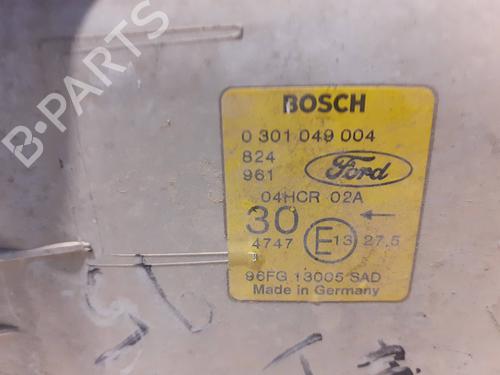 B-PARTS
BOSCH
0 301 049 004
824
961
Ford
04HCR 02A
30
4747
E 13 27,5
96FG 13005 SAD
Made in Germany